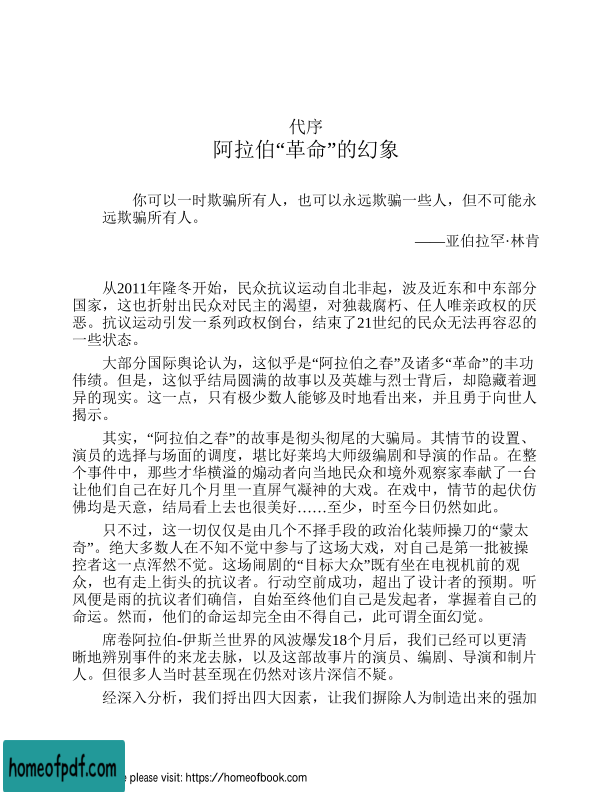 代序
阿拉伯“革命”的幻象
你可以一时欺骗所有人，也可以永远欺骗一些人，但不可能永
远欺骗所有人。
——亚伯拉罕·林肯
从2011年隆冬开始，民众抗议运动自北非起，波及近东和中东部分
国家，这也折射出民众对民主的渴望，对独裁腐朽、任人唯亲政权的厌
恶。抗议运动引发一系列政权倒台，结束了21世纪的民众无法再容忍的
一些状态。
大部分国际舆论认为，这似乎是“阿拉伯之春”及诸多“革命”的丰功
伟绩。但是，这似乎结局圆满的故事以及英雄与烈士背后，却隐藏着迥
异的现实。这一点，只有极少数人能够及时地看出来，并且勇于向世人
揭示。
其实，“阿拉伯之春”的故事是彻头彻尾的大骗局。其情节的设置、
演员的选择与场面的调度，堪比好莱坞大师级编剧和导演的作品。在整
个事件中，那些才华横溢的煽动者向当地民众和境外观察家奉献了一台
让他们自己在好几个月里一直屏气凝神的大戏。在戏中，情节的起伏仿
佛均是天意，结局看上去也很美好……至少，时至今日仍然如此。
只不过，这一切仅仅是由几个不择手段的政治化装师操刀的“蒙太
奇”。绝大多数人在不知不觉中参与了这场大戏，对自己是第一批被操
控者这一点浑然不觉。这场闹剧的“目标大众”既有坐在电视机前的观
众，也有走上街头的抗议者。行动空前成功，超出了设计者的预期。听
风便是雨的抗议者们确信，自始至终他们自己是发起者，掌握着自己的
命运。然而，他们的命运却完全由不得自己，此可谓全面幻觉。
席卷阿拉伯-伊斯兰世界的风波爆发18个月后，我们已经可以更清
晰地辨别事件的来龙去脉，以及这部故事片的演员、编剧、导演和制片
人。但很多人当时甚至现在仍然对该片深信不疑。
经深入分析，我们捋出四大因素，让我们摒除人为制造出来的强加
homeofpdf.com
please visit: https://homeofbook.com